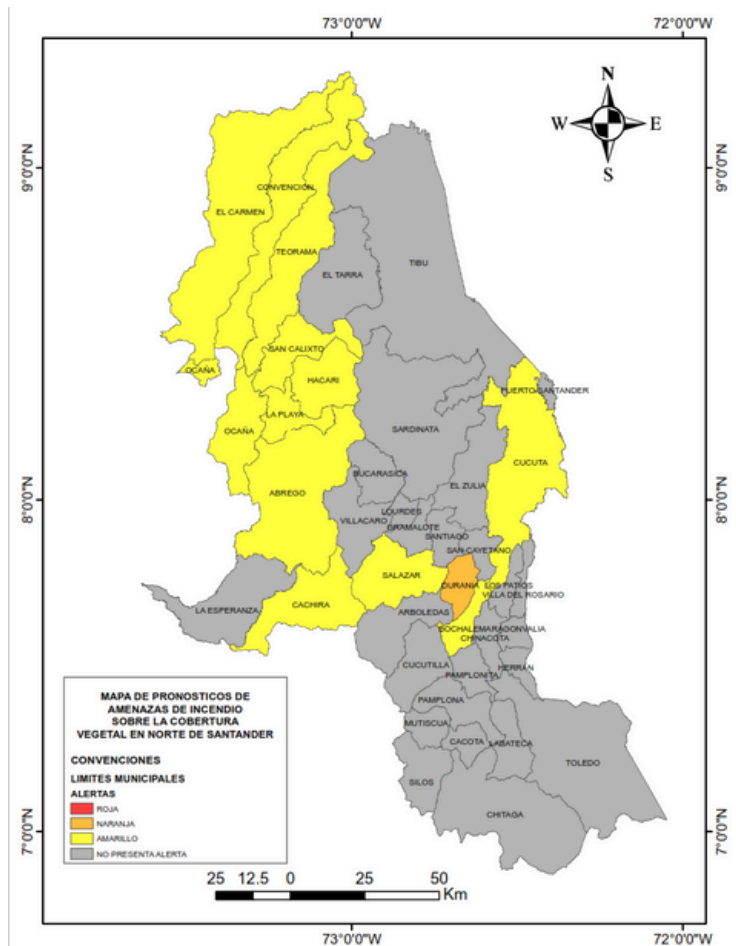 73°0'0"W
72°0'0"W
N
W
E
S
9°0'0"N
9°0'0"N
CONVENCIÓN
EL CARMEN
TEORAMA
TIBU
EL TARRA
SAN CALIXTO
OCAÑA
HACARI
PUERTO SANTANDER
LA PLAYA
OCAÑA
SARDINATA
CUCUTA
BUCARASICA
EL ZULIA
ABREGO
8°0'0"N
8°0'0"N
LOURDES
VILLACARO
GRAMALOTE
SANTIAGO
SAN CAYETANO
SALAZAR
DURANIA
LOS PATIOS
VILLA DEL ROSARIO
CACHIRA
LA ESPERANZA
ARBOLEDAS
BOCHALEMA
RAGONVALIA
CHINACOTA
CUCUTILLA
HERRAN
PAMPLONITA
PAMPLONA
MUTISCUA
CACOTA
LABATECA
TOLEDO
SILOS
CHITAGA
MAPA DE PRONOSTICOS DE
AMENAZAS DE INCENDIO
SOBRE LA COBERTURA
VEGETAL EN NORTE DE SANTANDER
CONVENCIONES
LIMITES MUNICIPALES
ALERTAS
ROJA
NARANJA
AMARILLO
NO PRESENTA ALERTA
7°0'0"N
7°0'0"N
25 12.5 0 25 50
Km
73°0'0"W
72°0'0"W